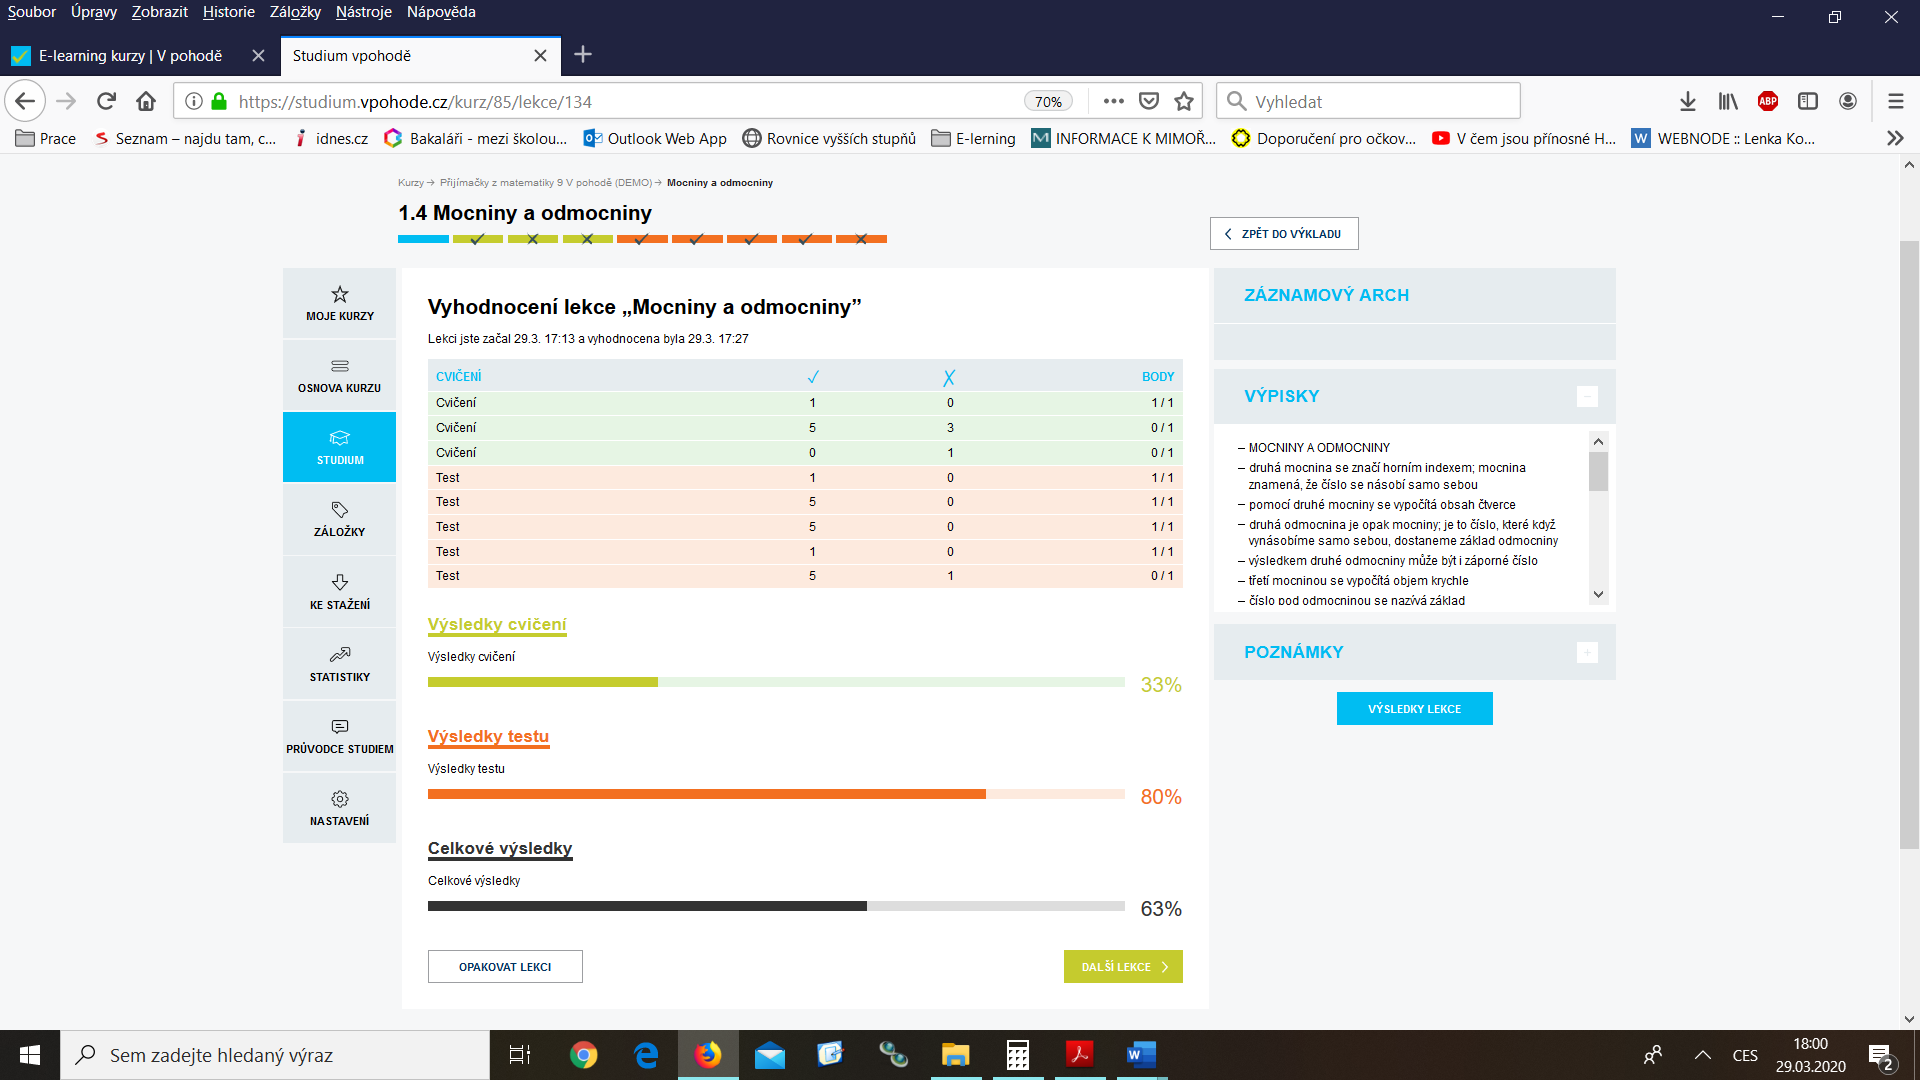 Soubor Úpravy Zobrazit Historie Záložky Nástroje Nápověda
E-learning kurzy | V pohodě
Studium vpohodě
https://studium.vpohode.cz/kurz/85/lekce/134
70%
Vyhledat
ABP
Prace
Seznam – najdu tam, c...
idnes.cz
Bakaláři - mezi školou...
Outlook Web App
Rovnice vyšších stupňů
E-lerning
INFORMACE K MIMOŘ...
Doporučení pro očkov...
V čem jsou přínosné H...
WEBNODE :: Lenka Ko...
Kurzy → Přijímačky z matematiky 9 V pohodě (DEMO) → Mocniny a odmocniny
1.4 Mocniny a odmocniny
ZPĚT DO VÝKLADU
MOJE KURZY
OSNOVA KURZU
STUDIUM
ZÁLOŽKY
KE STAŽENÍ
STATISTIKY
PRŮVODCE STUDIEM
NASTAVENÍ
Vyhodnocení lekce „Mocniny a odmocniny”
Lekci jste začal 29.3. 17:13 a vyhodnocena byla 29.3. 17:27
CVIČENÍ ✓ ✗ BODY
Cvičení 1 0 1 / 1
Cvičení 5 3 0 / 1
Cvičení 0 1 0 / 1
Test 1 0 1 / 1
Test 5 0 1 / 1
Test 5 0 1 / 1
Test 1 0 1 / 1
Test 5 1 0 / 1
Výsledky cvičení
Výsledky cvičení
33%
Výsledky testu
Výsledky testu
80%
Celkové výsledky
Celkové výsledky
63%
OPAKOVAT LEKCI
DALŠÍ LEKCE
ZÁZNAMOVÝ ARCH
VÝPISKY
– MOCNINY A ODMOCNINY
– druhá mocnina se značí horním indexem; mocnina
znamená, že číslo se násobí samo sebou
– pomocí druhé mocniny se vypočítá obsah čtverce
– druhá odmocnina je opak mocniny; je to číslo, které když
vynásobíme samo sebou, dostaneme základ odmocniny
– výsledkem druhé odmocniny může být i záporné číslo
– třetí mocninou se vypočítá objem krychle
– číslo pod odmocninou se nazývá základ
POZNÁMKY
VÝSLEDKY LEKCE
Sem zadejte hledaný výraz
CES
18:00
29.03.2020
2